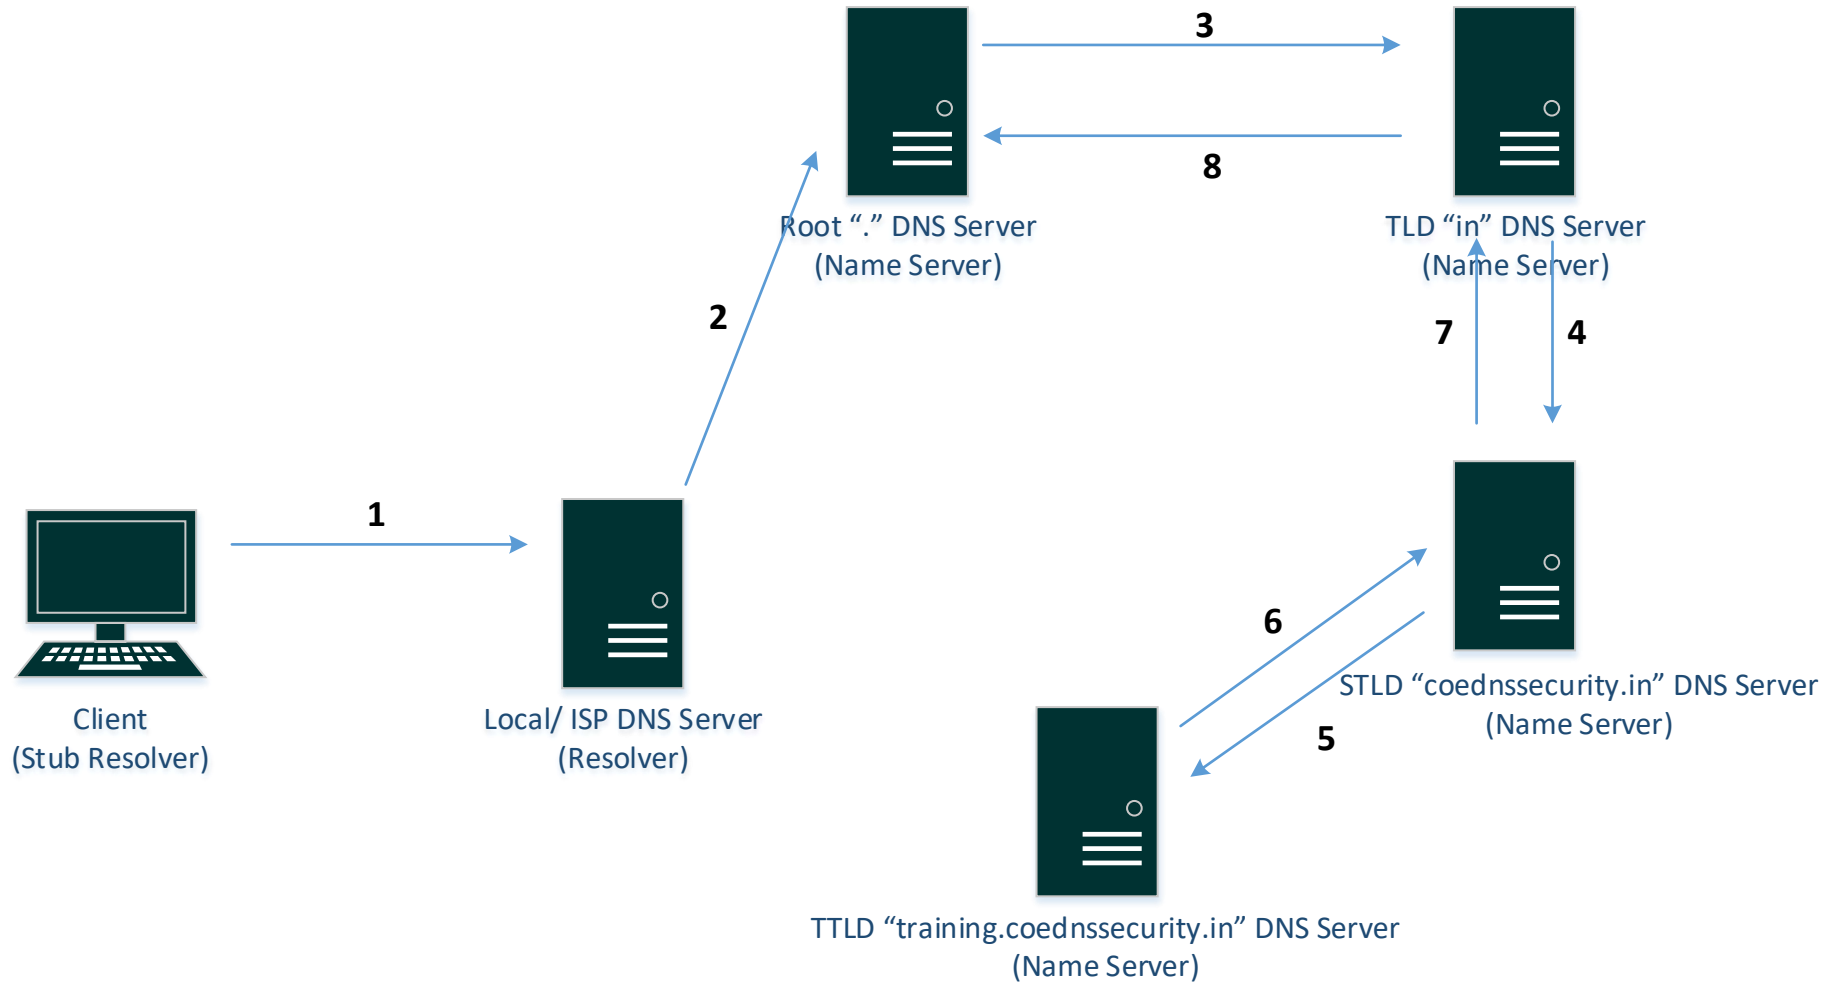 3
8
Root “.” DNS Server
(Name Server)
TLD “in” DNS Server
(Name Server)
2
7
4
1
6
5
Client
(Stub Resolver)
Local/ ISP DNS Server
(Resolver)
STLD “coednssecurity.in” DNS Server
(Name Server)
TTLD “training.coednssecurity.in” DNS Server
(Name Server)